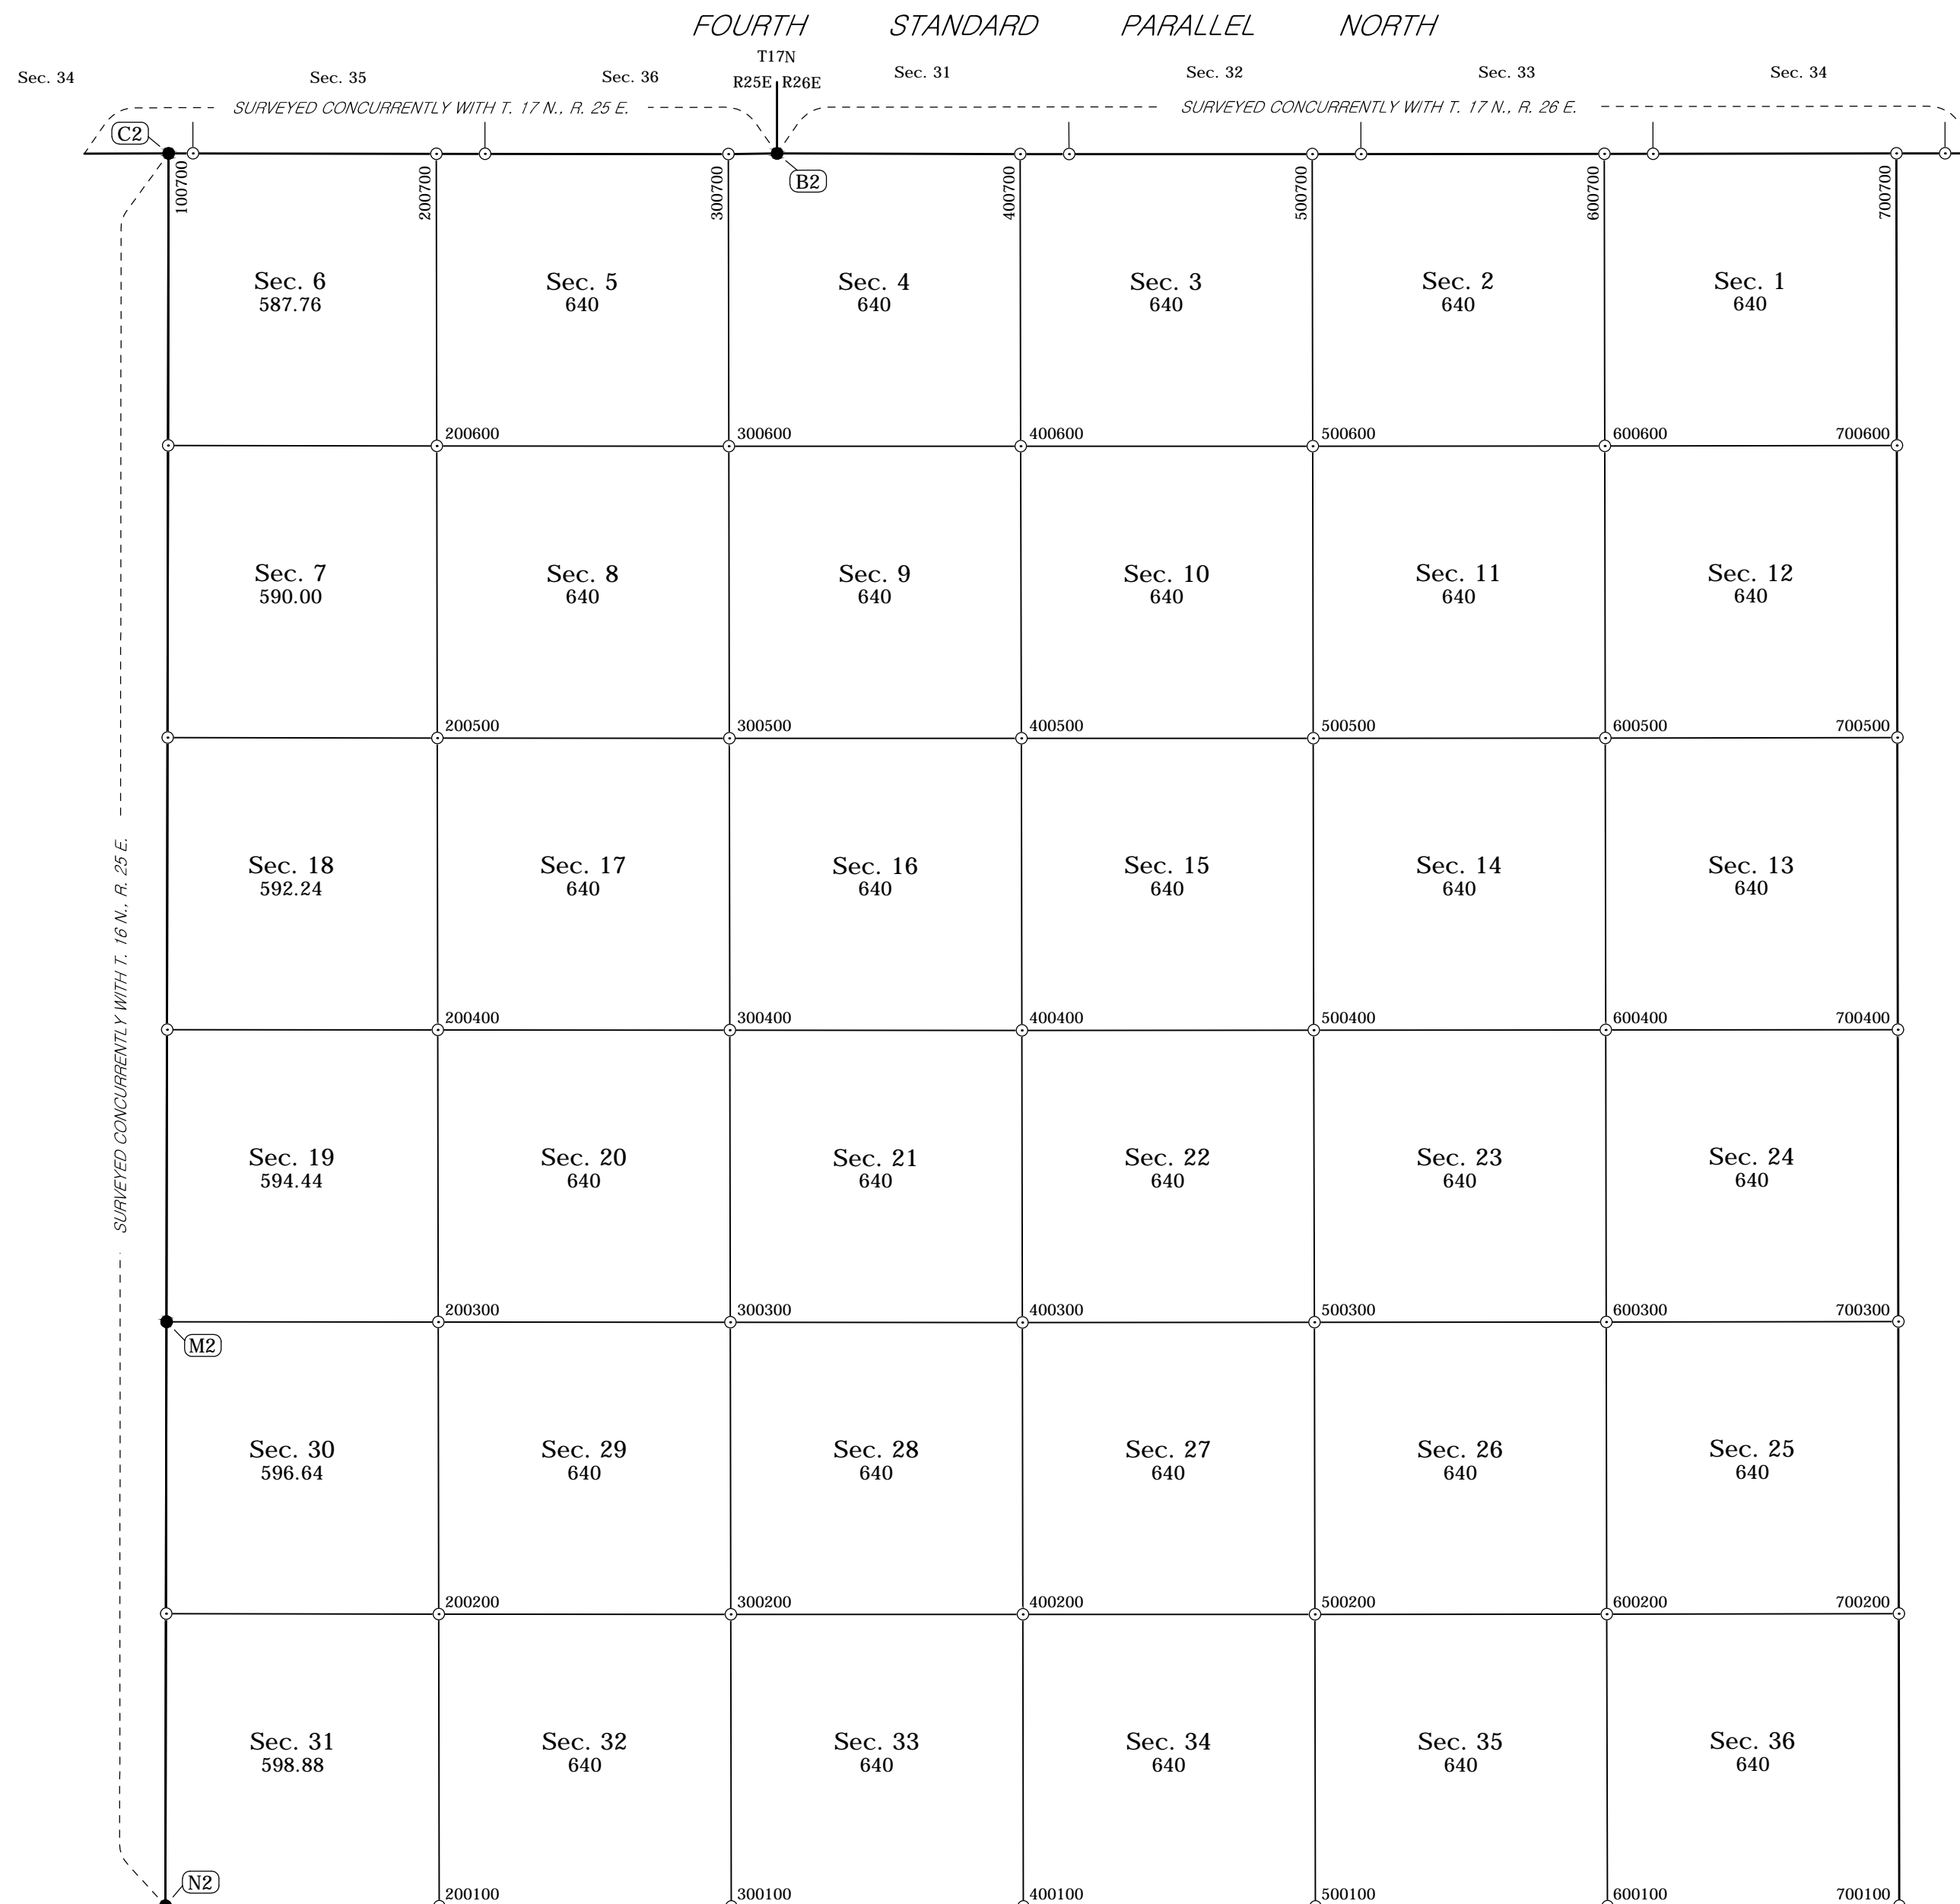 FOURTH STANDARD PARALLEL NORTH
T17N
Sec. 34 Sec. 35 Sec. 36 R25E R26E Sec. 31 Sec. 32 Sec. 33 Sec. 34
SURVEYED CONCURRENTLY WITH T. 17 N., R. 25 E. SURVEYED CONCURRENTLY WITH T. 17 N., R. 26 E.
C2
B2
100700 200700 300700 400700 500700 600700 700700
Sec. 6 Sec. 5 Sec. 4 Sec. 3 Sec. 2 Sec. 1
587.76 640 640 640 640 640
200600 300600 400600 500600 600600 700600
Sec. 7 Sec. 8 Sec. 9 Sec. 10 Sec. 11 Sec. 12
590.00 640 640 640 640 640
200500 300500 400500 500500 600500 700500
SURVEYED CONCURRENTLY WITH T. 16 N., R. 25 E.
Sec. 18 Sec. 17 Sec. 16 Sec. 15 Sec. 14 Sec. 13
592.24 640 640 640 640 640
200400 300400 400400 500400 600400 700400
Sec. 19 Sec. 20 Sec. 21 Sec. 22 Sec. 23 Sec. 24
594.44 640 640 640 640 640
200300 300300 400300 500300 600300 700300
M2
Sec. 30 Sec. 29 Sec. 28 Sec. 27 Sec. 26 Sec. 25
596.64 640 640 640 640 640
200200 300200 400200 500200 600200 700200
Sec. 31 Sec. 32 Sec. 33 Sec. 34 Sec. 35 Sec. 36
598.88 640 640 640 640 640
N2
200100 300100 400100 500100 600100 700100